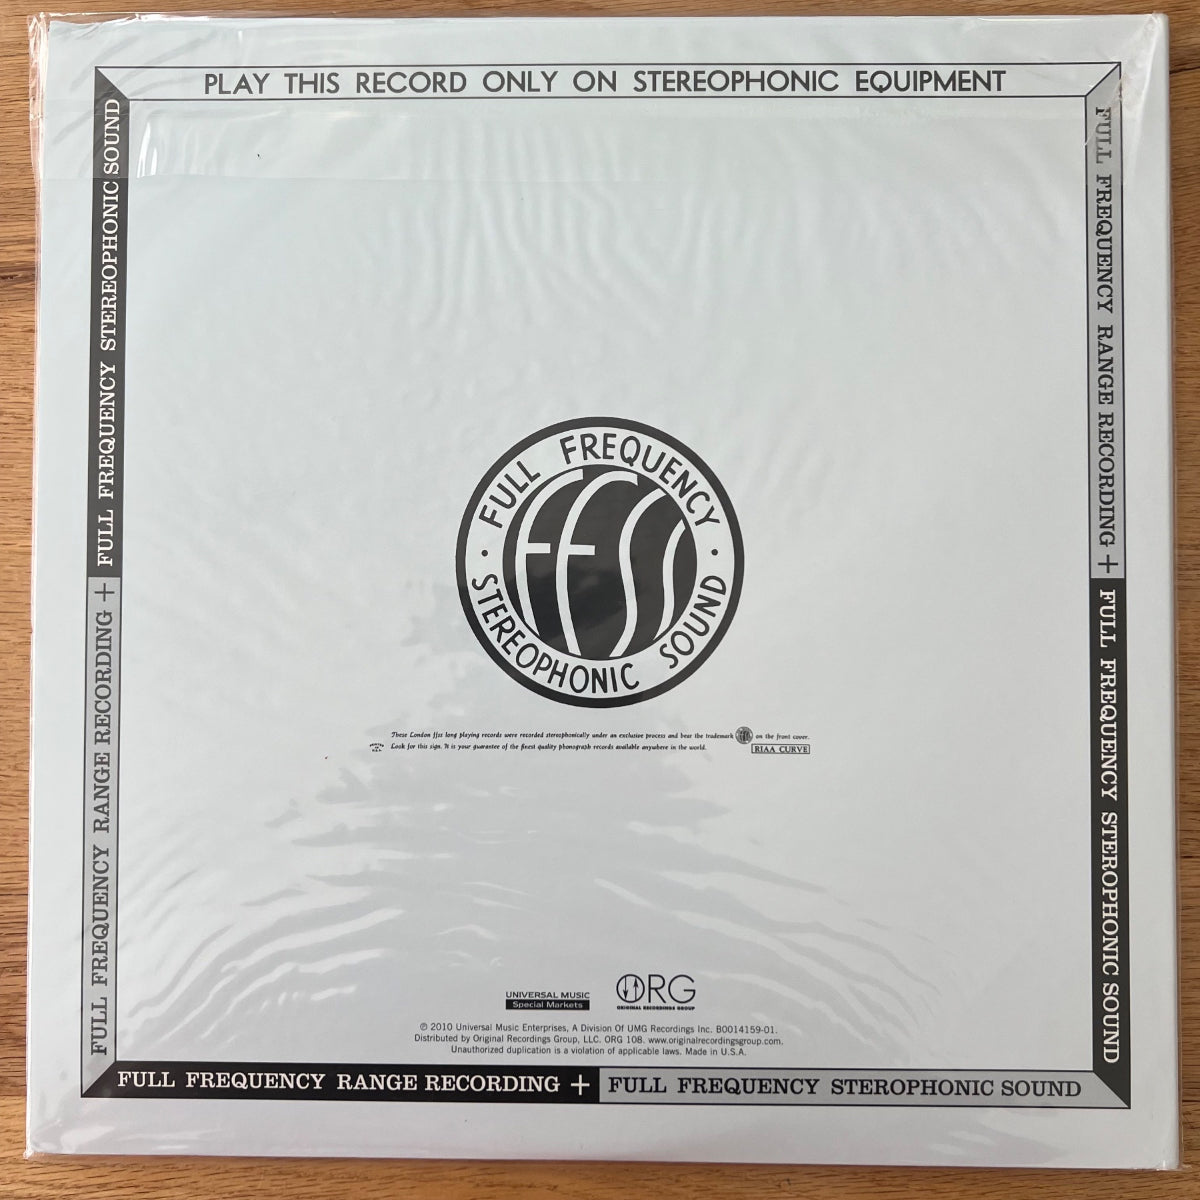 PLAY THIS RECORD ONLY ON STEREOPHONIC EQUIPMENT
FULL FREQUENCY RANGE RECORDING + FULL FREQUENCY STEREOPHONIC SOUND
FULL FREQUENCY RANGE RECORDING + FULL FREQUENCY STEROPHONIC SOUND
FULL FREQUENCY
FFSS
STEREOPHONIC SOUND
These London ffss long playing records were recorded stereophonically under an exclusive process and bear the trademark on the front cover.
Look for this sign. It is your guarantee of the finest quality phonograph records available anywhere in the world.
RIAA CURVE
UNIVERSAL MUSIC
Special Markets
ORG
ORIGINAL RECORDINGS GROUP
℗ 2010 Universal Music Enterprises, A Division Of UMG Recordings Inc. B0014159-01.
Distributed by Original Recordings Group, LLC. ORG 108. www.originalrecordingsgroup.com.
Unauthorized duplication is a violation of applicable laws. Made in U.S.A.
FULL FREQUENCY RANGE RECORDING + FULL FREQUENCY STEROPHONIC SOUND